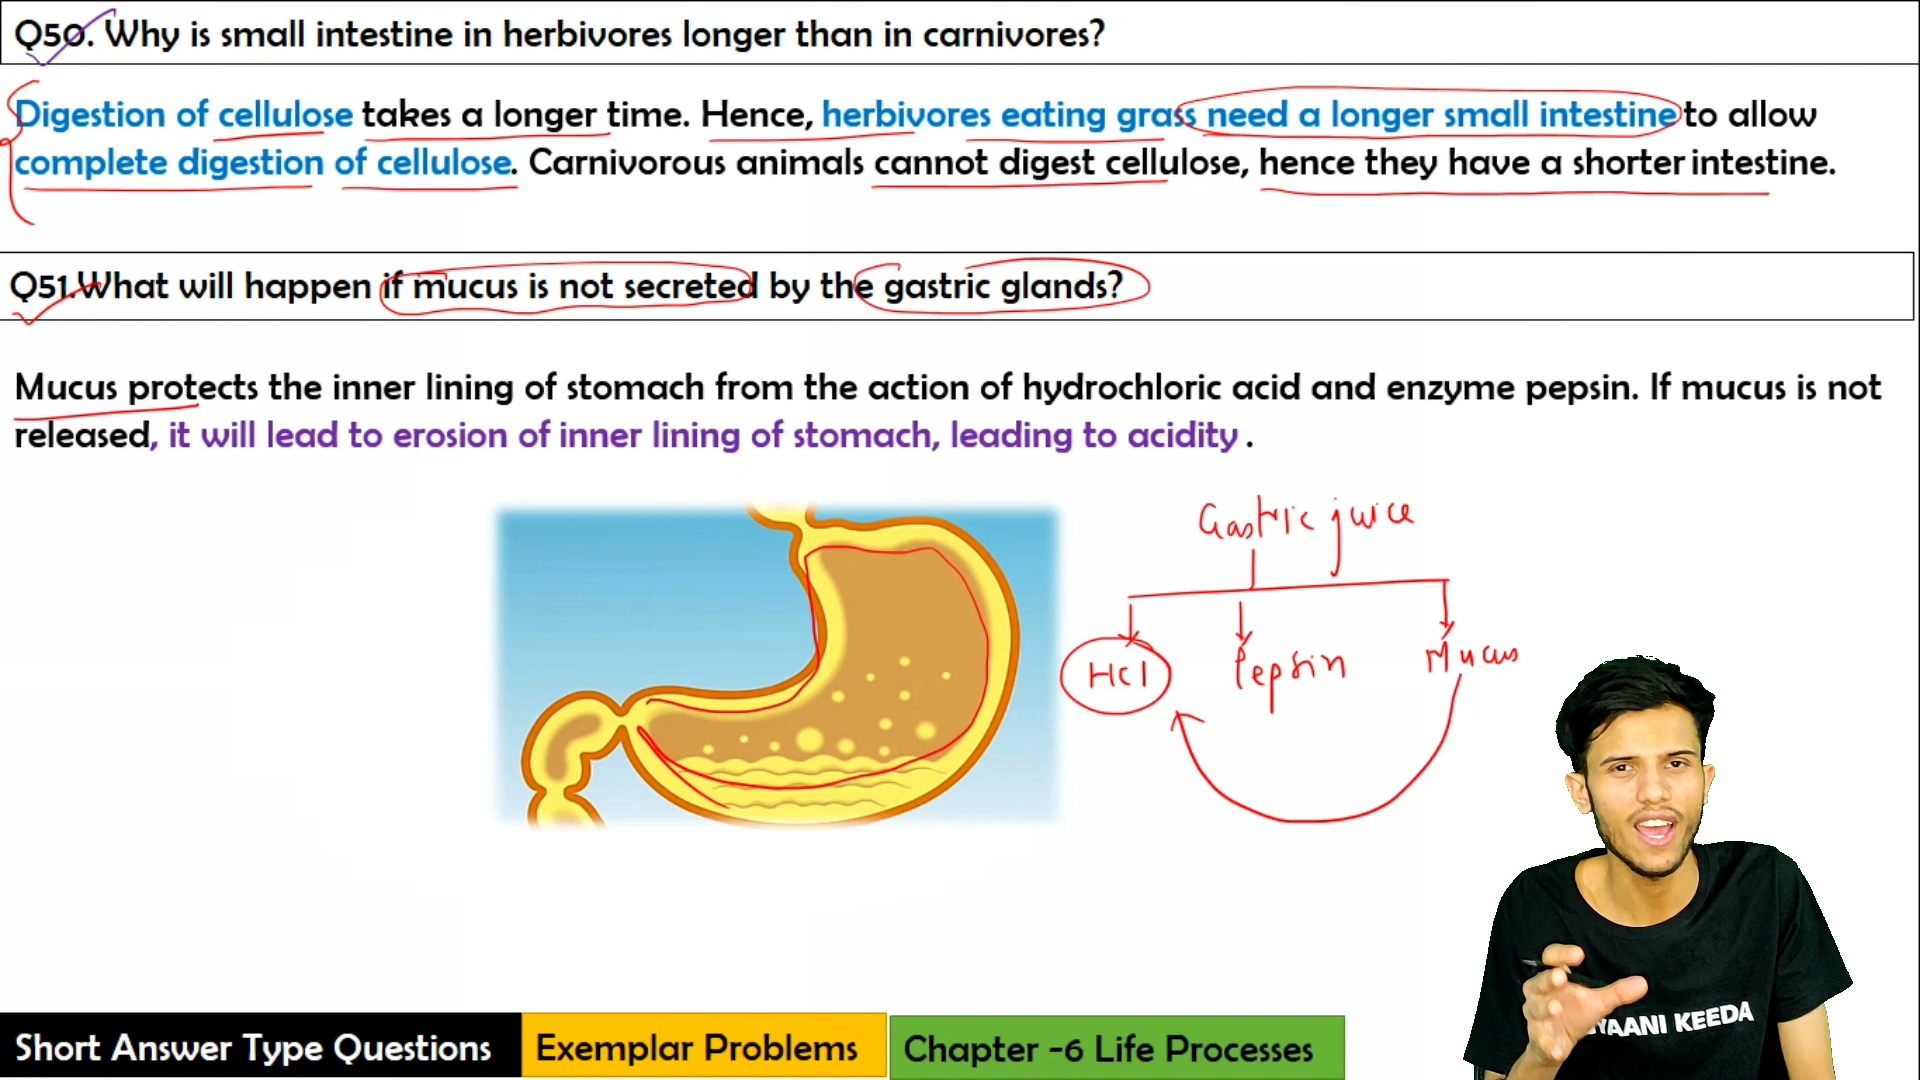 Q50. Why is small intestine in herbivores longer than in carnivores?
Digestion of cellulose takes a longer time. Hence, herbivores eating grass need a longer small intestine to allow
complete digestion of cellulose. Carnivorous animals cannot digest cellulose, hence they have a shorter intestine.
Q51.What will happen if mucus is not secreted by the gastric glands?
Mucus protects the inner lining of stomach from the action of hydrochloric acid and enzyme pepsin. If mucus is not
released, it will lead to erosion of inner lining of stomach, leading to acidity .
Gastric juice
HCl Pepsin Mucus
KEEDA
Short Answer Type Questions Exemplar Problems Chapter -6 Life Processes